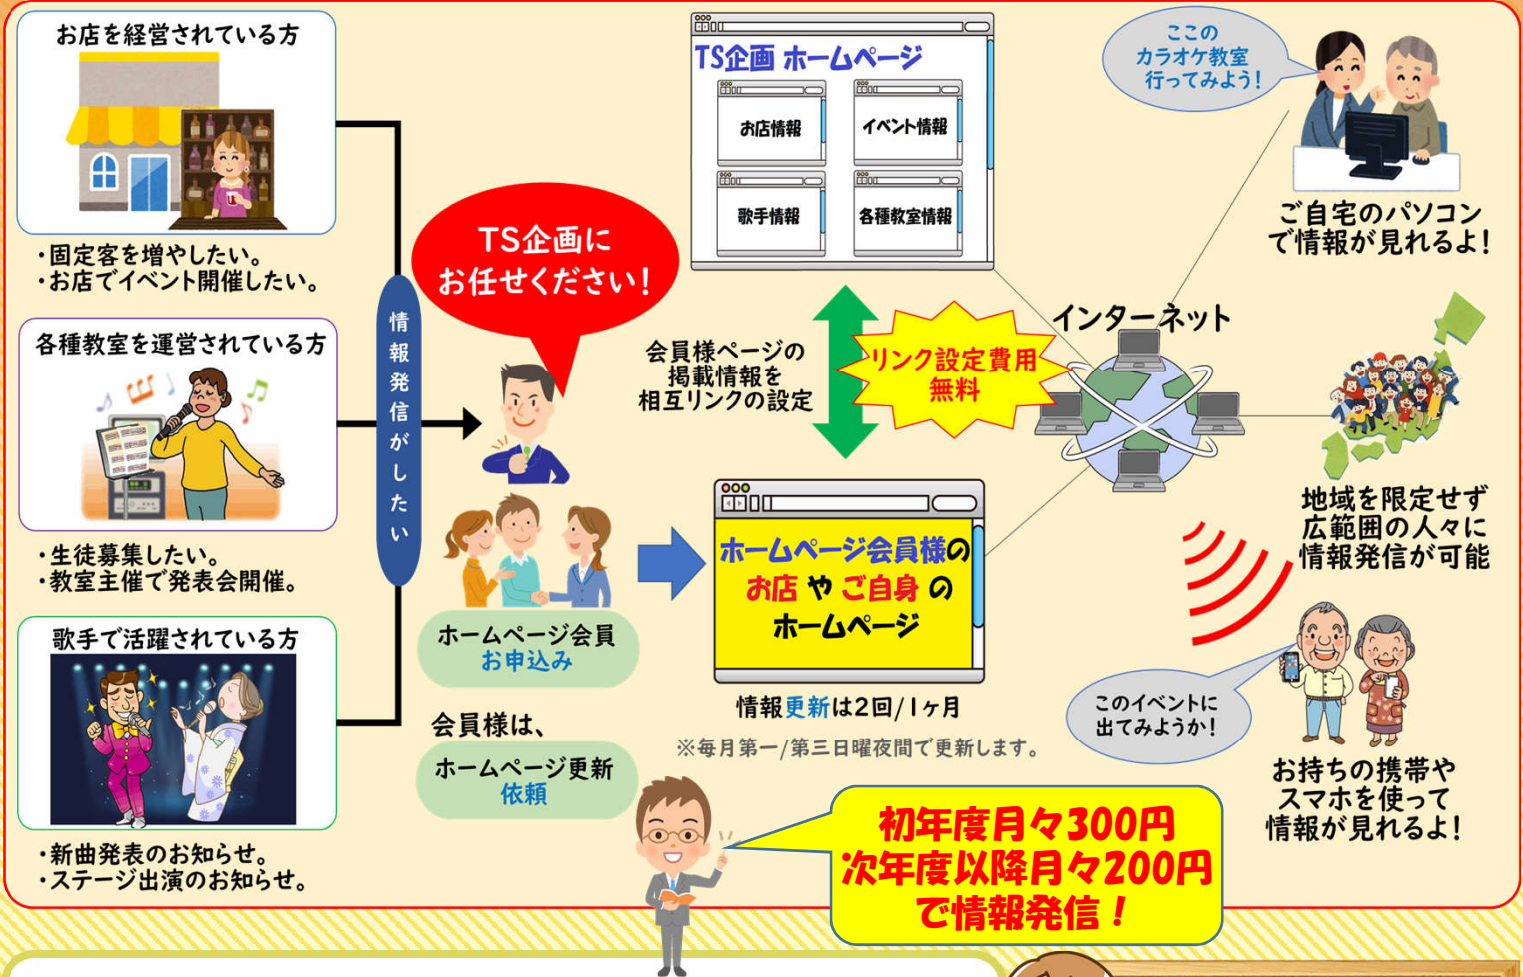 お店を経営されている方
・固定客を増やしたい。
・お店でイベント開催したい。
各種教室を運営されている方
・生徒募集したい。
・教室主催で発表会開催。
歌手で活躍されている方
・新曲発表のお知らせ。
・ステージ出演のお知らせ。
情報発信がしたい
TS企画に
お任せください！
ホームページ会員
お申込み
会員様は、
ホームページ更新
依頼
TS企画 ホームページ
お店情報
イベント情報
歌手情報
各種教室情報
会員様ページの
掲載情報を
相互リンクの設定
リンク設定費用
無料
ホームページ会員様の
お店 や ご自身 の
ホームページ
情報更新は2回/1ヶ月
※毎月第一/第三日曜夜間で更新します。
初年度月々300円
次年度以降月々200円
で情報発信！
インターネット
ここの
カラオケ教室
行ってみよう！
ご自宅のパソコン
で情報が見れるよ！
地域を限定せず
広範囲の人々に
情報発信が可能
このイベントに
出てみようか！
お持ちの携帯や
スマホを使って
情報が見れるよ！